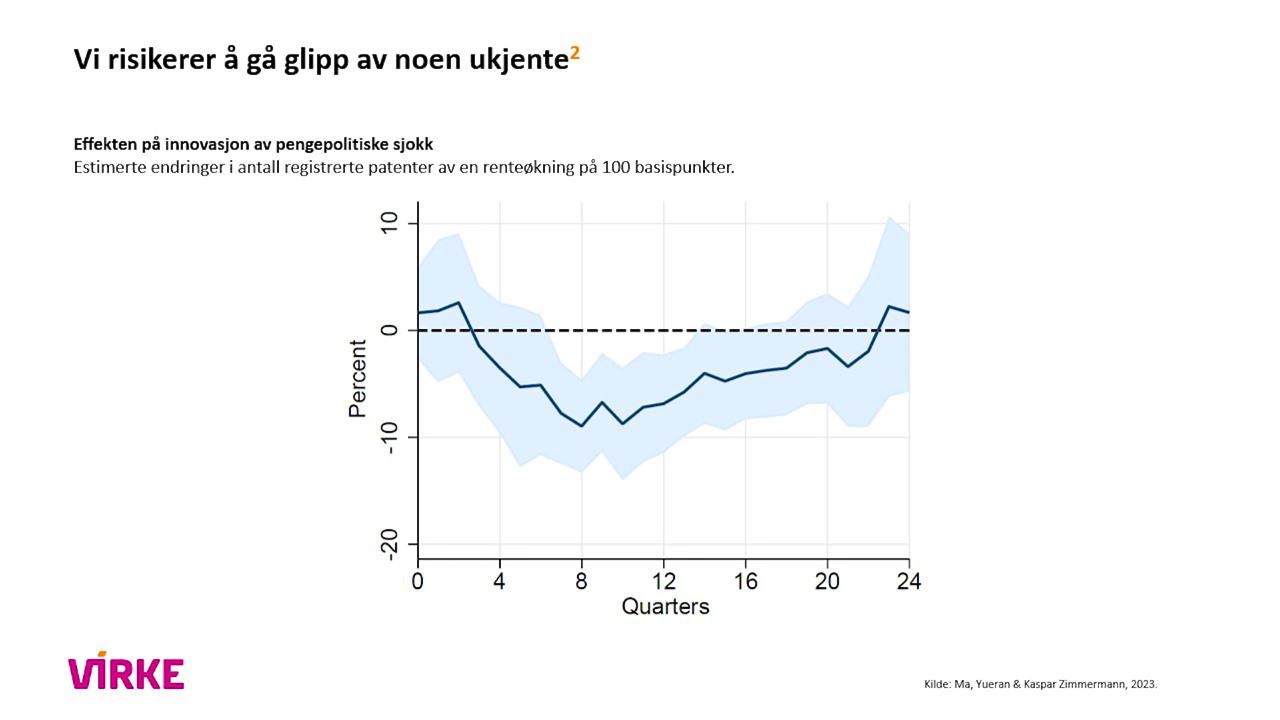 Vi risikerer å gå glipp av noen ukjente²
Effekten på innovasjon av pengepolitiske sjokk
Estimerte endringer i antall registrerte patenter av en renteøkning på 100 basispunkter.
10
0
-10
-20
Percent
0 4 8 12 16 20 24
Quarters
VIRKE
Kilde: Ma, Yueran & Kaspar Zimmermann, 2023.